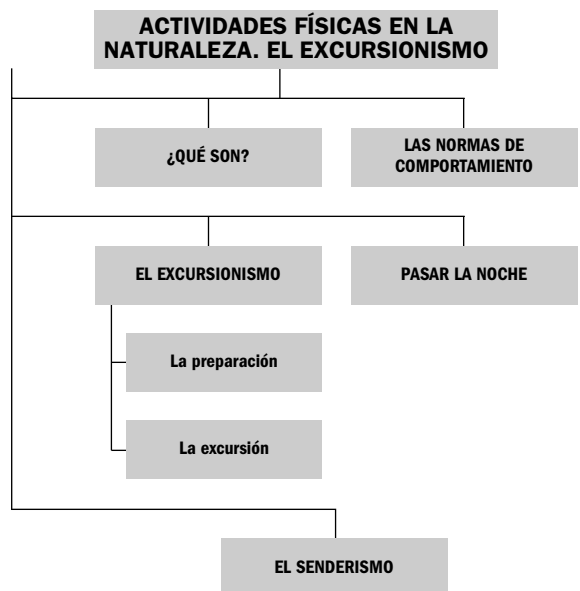 ACTIVIDADES FÍSICAS EN LA
NATURALEZA. EL EXCURSIONISMO
¿QUÉ SON?
LAS NORMAS DE
COMPORTAMIENTO
EL EXCURSIONISMO
PASAR LA NOCHE
La preparación
La excursión
EL SENDERISMO